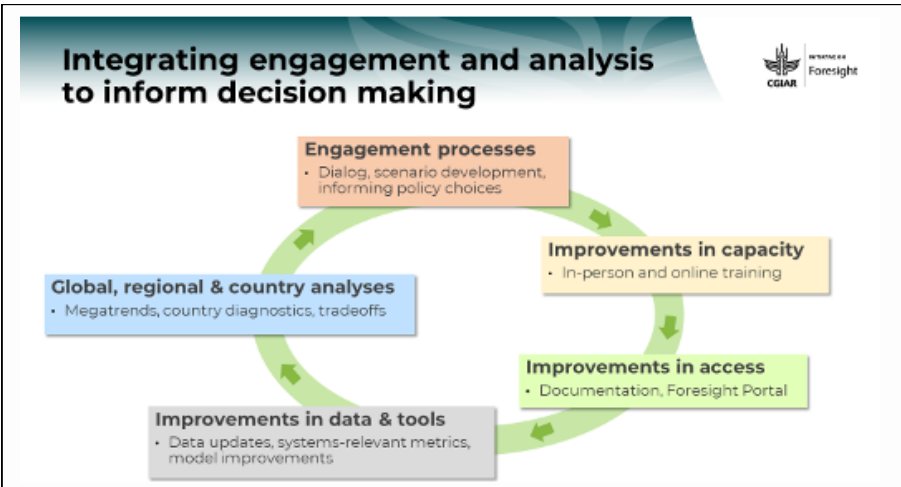 Integrating engagement and analysis
to inform decision making
INITIATIVE ON
Foresight
CGIAR
Engagement processes
• Dialog, scenario development,
informing policy choices
Improvements in capacity
• In-person and online training
Global, regional & country analyses
• Megatrends, country diagnostics, tradeoffs
Improvements in access
• Documentation, Foresight Portal
Improvements in data & tools
• Data updates, systems-relevant metrics,
model improvements